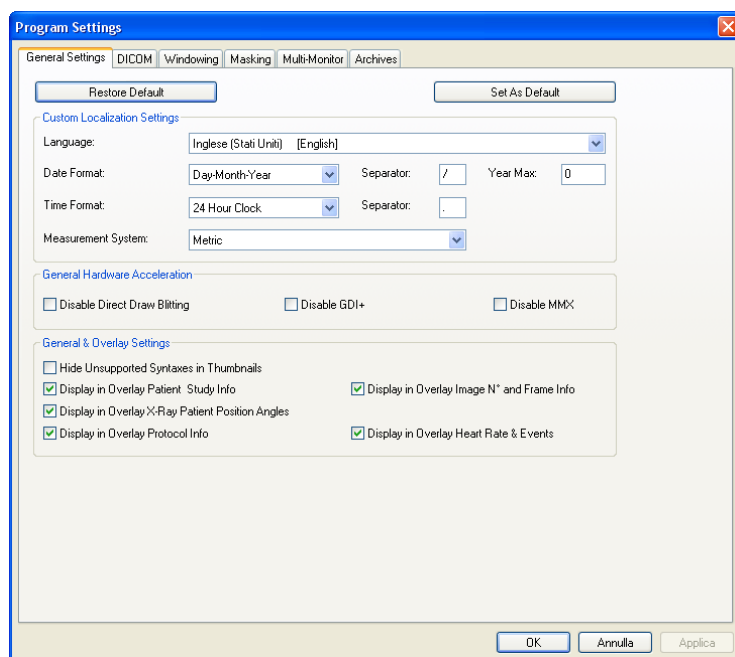 Program Settings
General Settings DICOM Windowing Masking Multi-Monitor Archives
Restore Default Set As Default
Custom Localization Settings
Language: Inglese (Stati Uniti) [English]
Date Format: Day-Month-Year Separator: / Year Max: 0
Time Format: 24 Hour Clock Separator: .
Measurement System: Metric
General Hardware Acceleration
Disable Direct Draw Blitting Disable GDI+ Disable MMX
General & Overlay Settings
Hide Unsupported Syntaxes in Thumbnails
Display in Overlay Patient Study Info Display in Overlay Image N° and Frame Info
Display in Overlay X-Ray Patient Position Angles
Display in Overlay Protocol Info Display in Overlay Heart Rate & Events
OK Annulla Applica